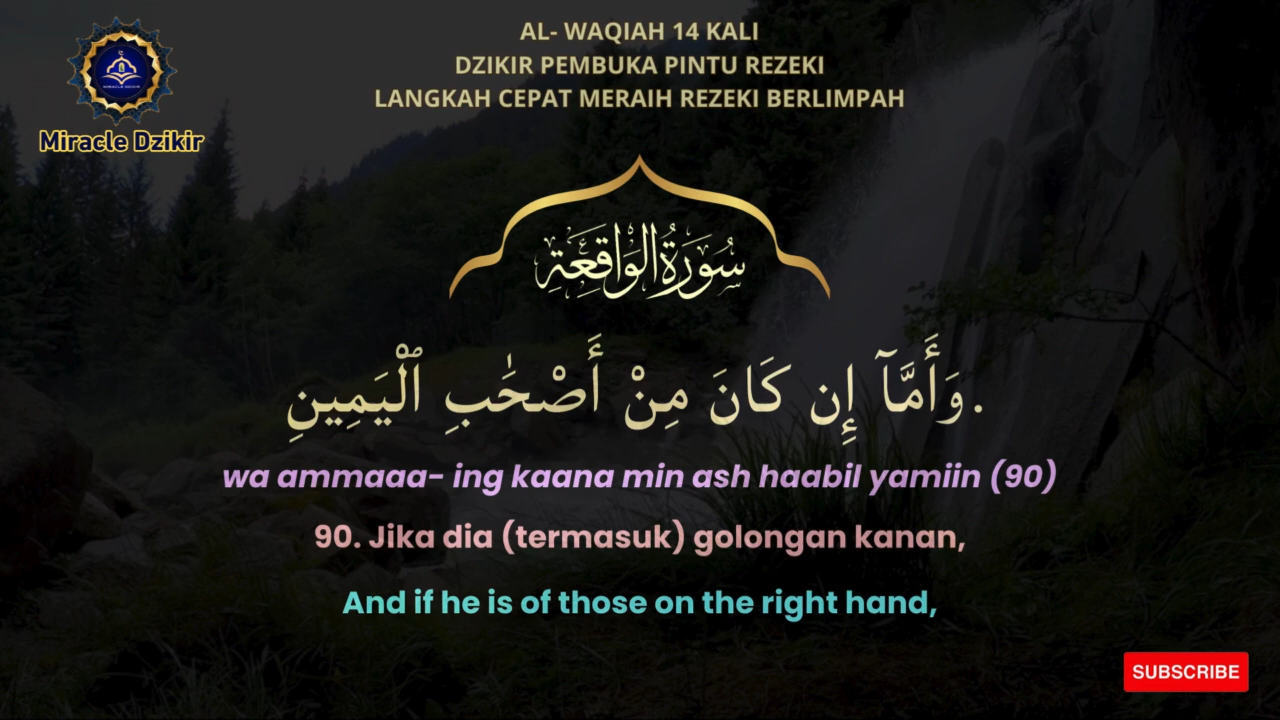 AL- WAQIAH 14 KALI
DZIKIR PEMBUKA PINTU REZEKI
LANGKAH CEPAT MERAIH REZEKI BERLIMPAH
Miracle Dzikir
سُورَةُ الوَاقِعَةِ
وَأَمَّآ إِن كَانَ مِنْ أَصْحَٰبِ ٱلْيَمِينِ.
wa ammaaa- ing kaana min ash haabil yamiin (90)
90. Jika dia (termasuk) golongan kanan,
And if he is of those on the right hand,
SUBSCRIBE